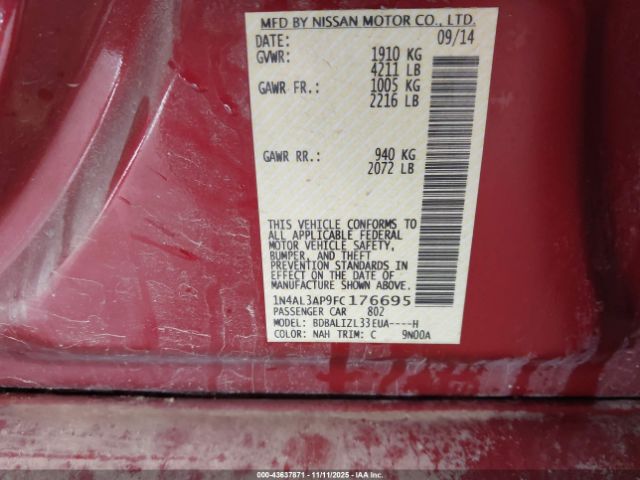 MFD BY NISSAN MOTOR CO., LTD.
DATE: 09/14
GVWR: 1910 KG
4211 LB
GAWR FR.: 1005 KG
2216 LB
GAWR RR.: 940 KG
2072 LB
THIS VEHICLE CONFORMS TO
ALL APPLICABLE FEDERAL
MOTOR VEHICLE SAFETY,
BUMPER, AND THEFT
PREVENTION STANDARDS IN
EFFECT ON THE DATE OF
MANUFACTURE SHOWN ABOVE.
1N4AL3AP9FC176695
PASSENGER CAR 802
MODEL: BDBALIZL33EUA----H
COLOR: NAH TRIM: C 9N00A
000-43637871 - 11/11/2025 - IAAI.COM